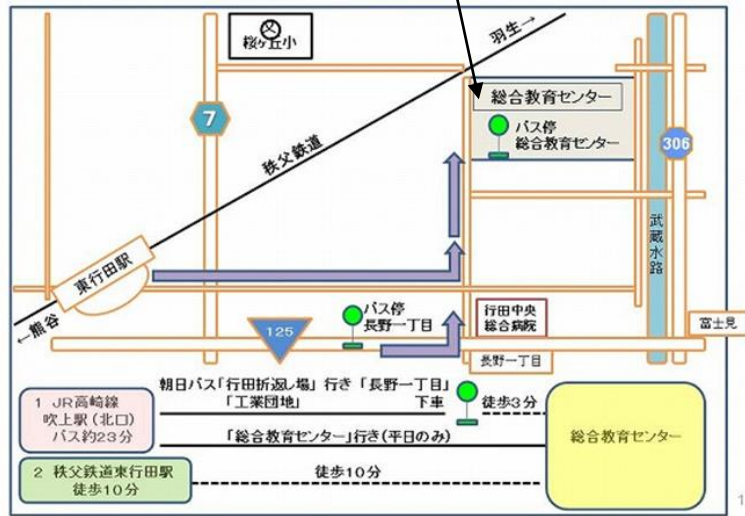 桜ヶ丘小
羽生→
総合教育センター
バス停
総合教育センター
7
306
秩父鉄道
武蔵水路
東行田駅
←熊谷
バス停
長野一丁目
125
行田中央
総合病院
富士見
長野一丁目
1 JR高崎線
吹上駅(北口)
バス約23分
朝日バス「行田折返し場」行き「長野一丁目」
「工業団地」 下車
徒歩3分
「総合教育センター」行き(平日のみ)
総合教育センター
2 秩父鉄道東行田駅
徒歩10分
徒歩10分
1